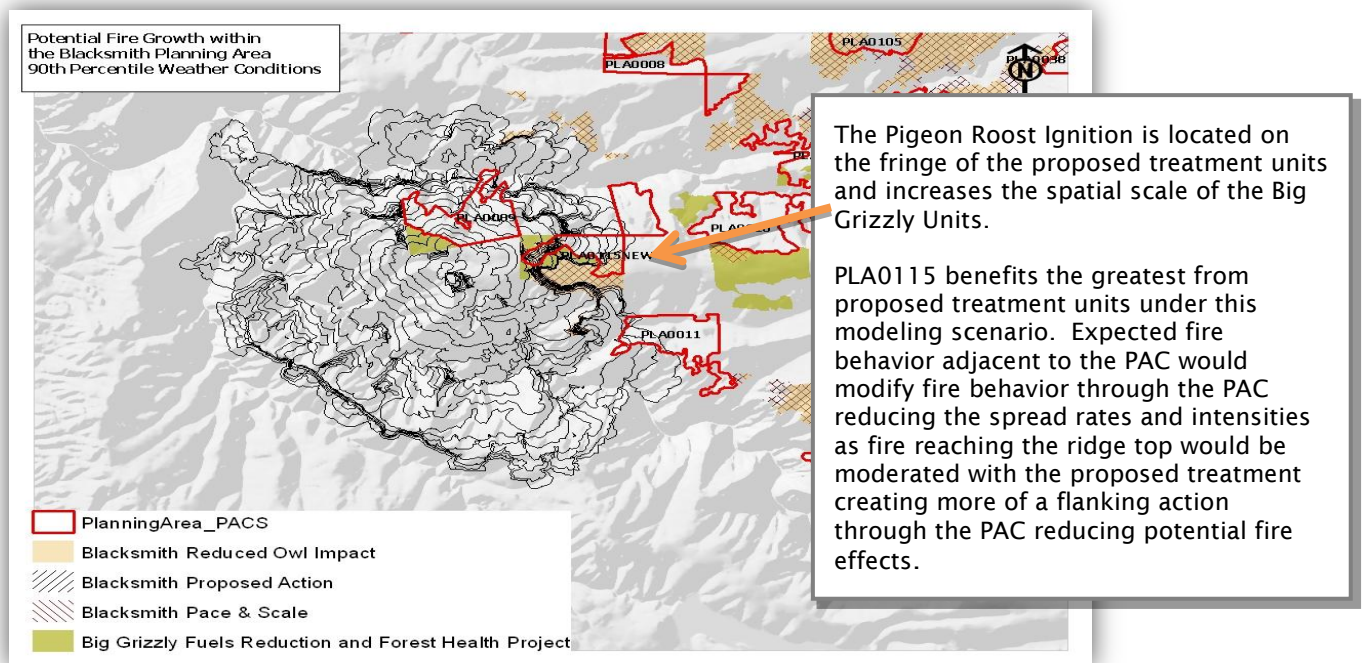 Potential Fire Growth within
the Blacksmith Planning Area
90th Percentile Weather Conditions
PLA0008
PLA0105
PLA0038
N
The Pigeon Roost Ignition is located on
the fringe of the proposed treatment units
and increases the spatial scale of the Big
Grizzly Units.
PLA0115 benefits the greatest from
proposed treatment units under this
modeling scenario. Expected fire
behavior adjacent to the PAC would
modify fire behavior through the PAC
reducing the spread rates and intensities
as fire reaching the ridge top would be
moderated with the proposed treatment
creating more of a flanking action
through the PAC reducing potential fire
effects.
PLA0089
PLA0115NEW
PLA0011
PlanningArea_PACS
Blacksmith Reduced Owl Impact
Blacksmith Proposed Action
Blacksmith Pace & Scale
Big Grizzly Fuels Reduction and Forest Health Project